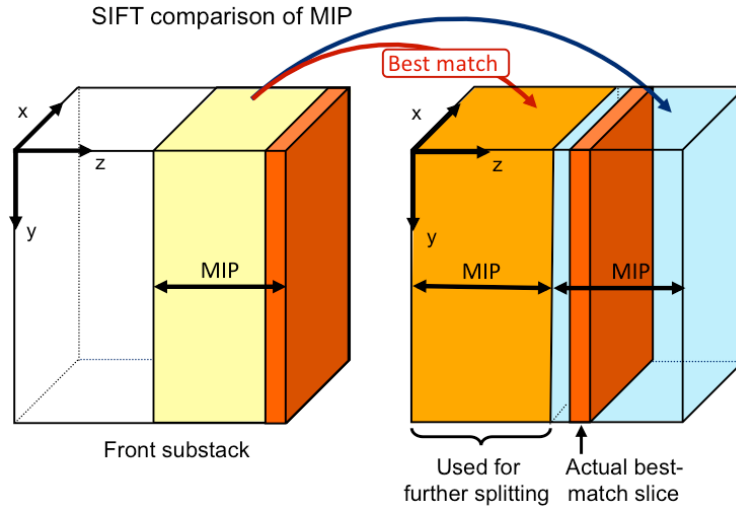 SIFT comparison of MIP
Best match
x
z
y
MIP
Front substack
x
z
y
MIP
MIP
Used for
further splitting
Actual best-
match slice